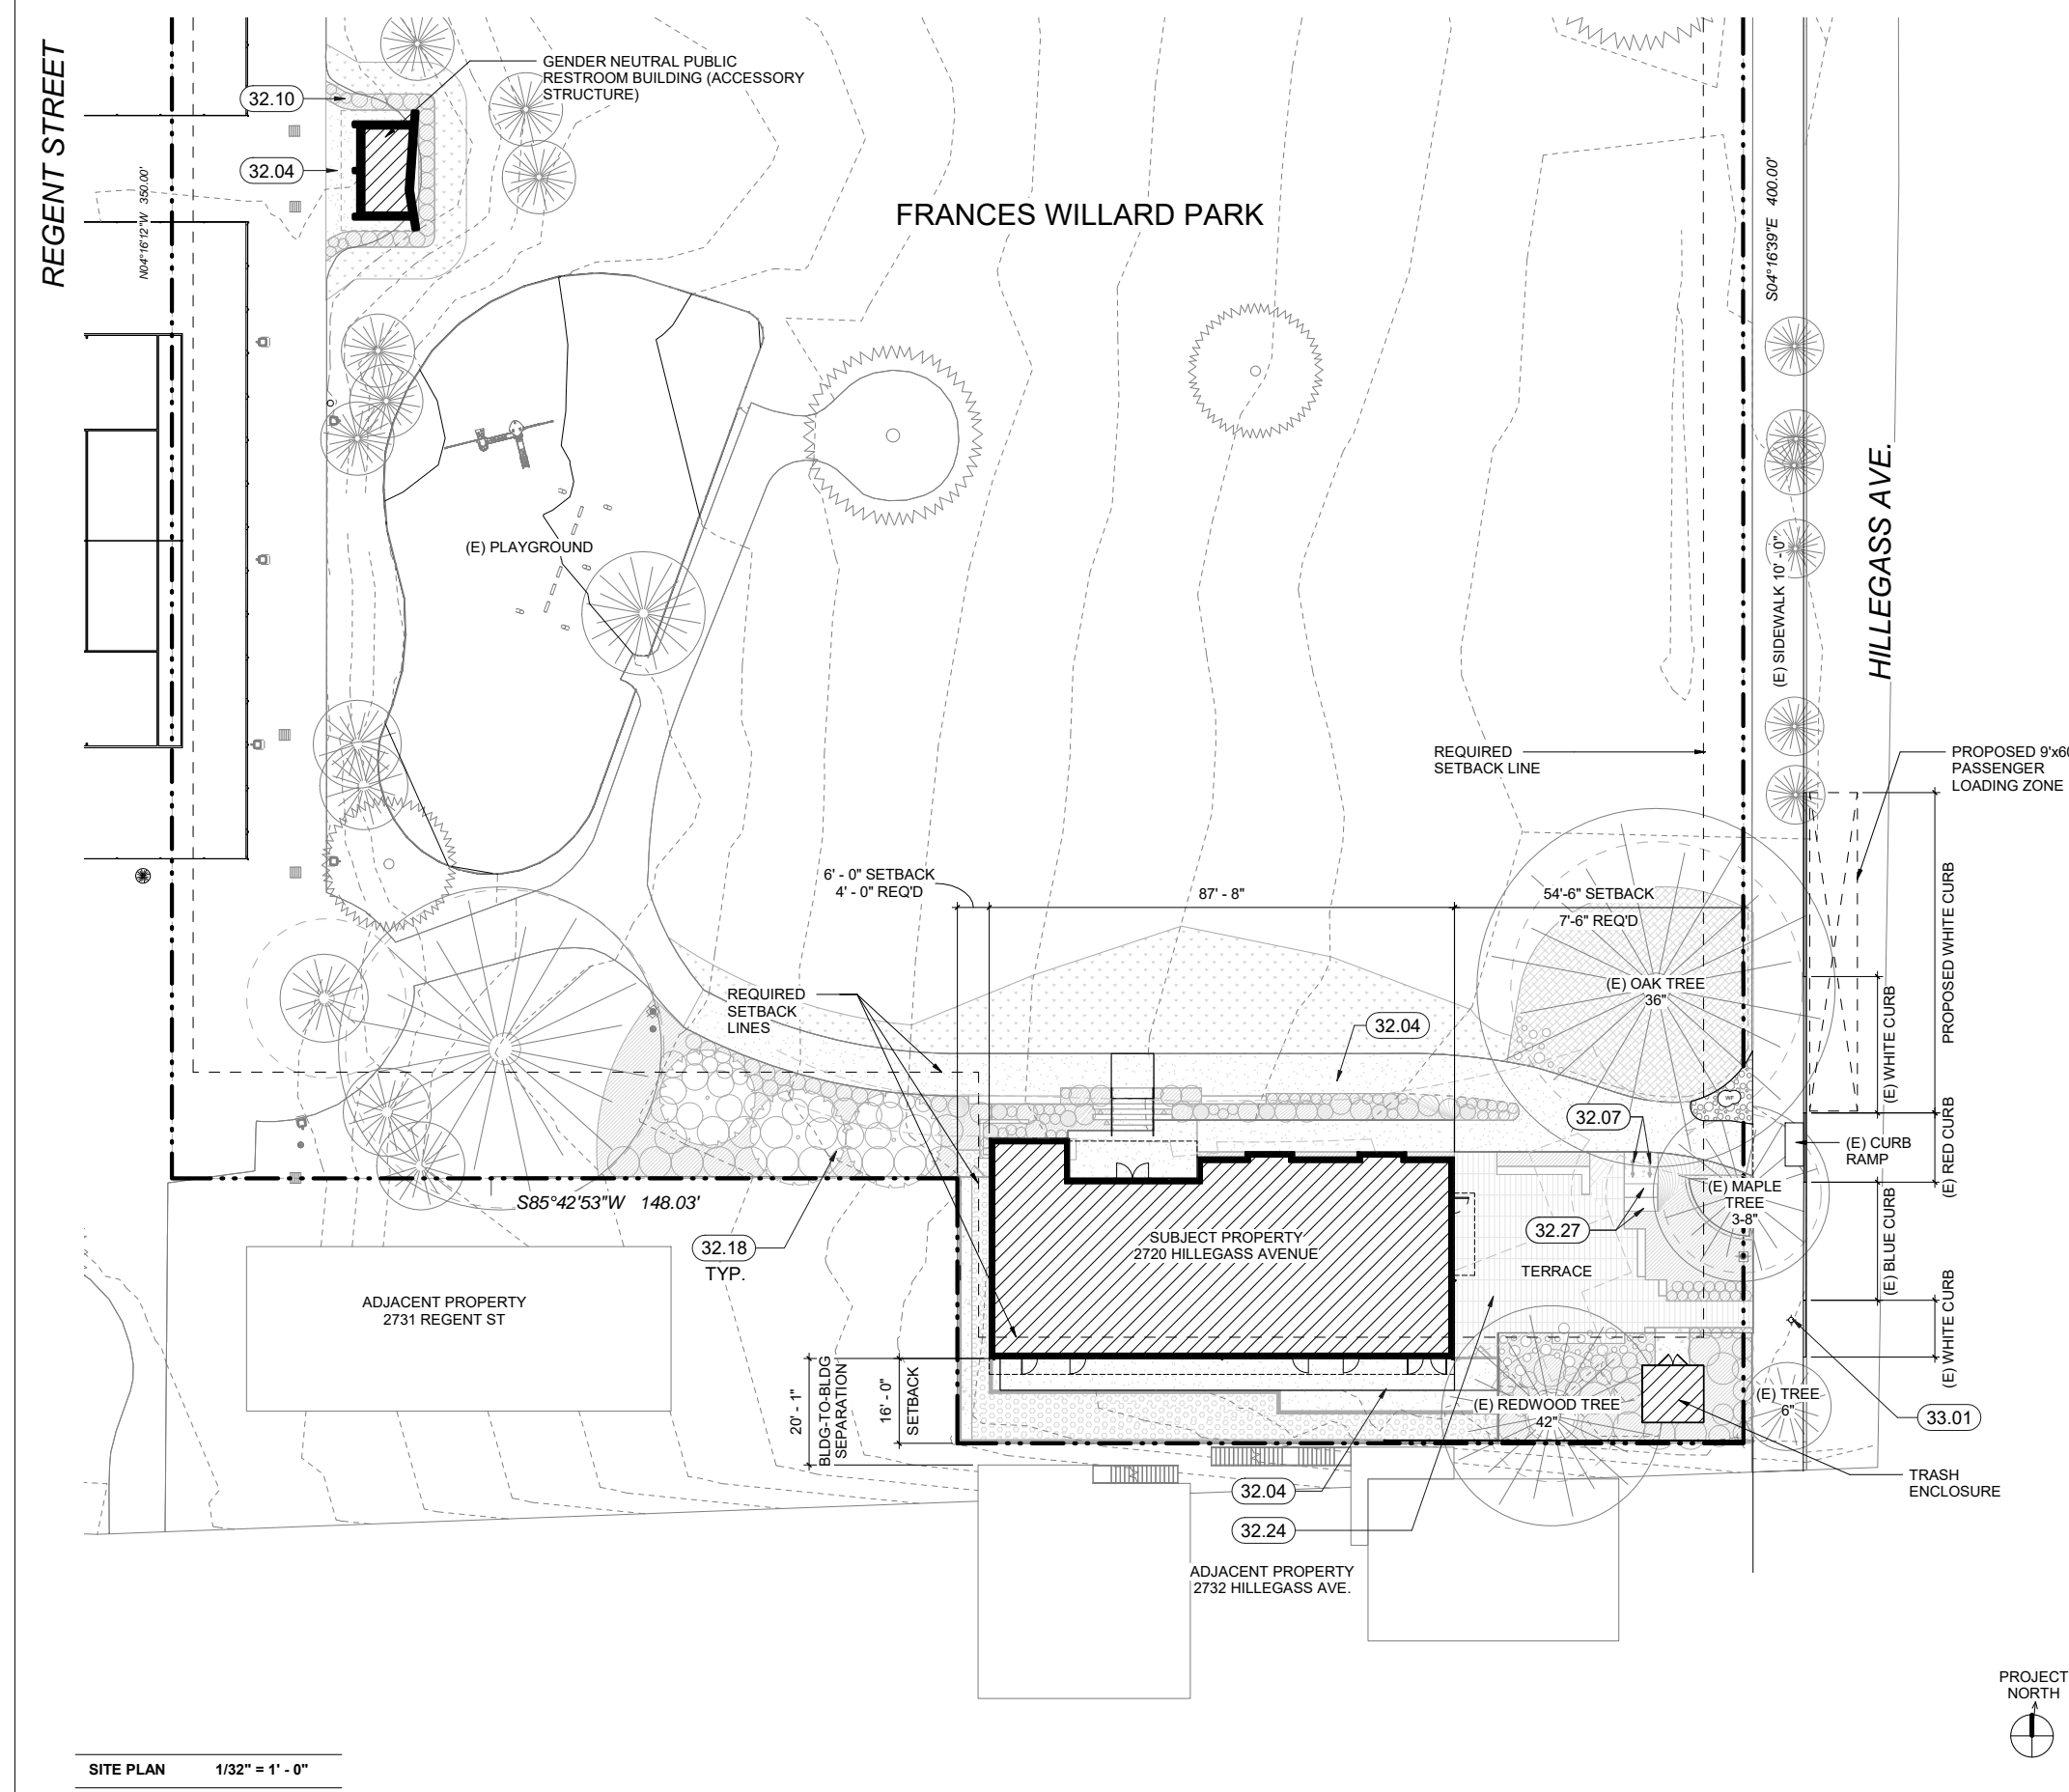 REGENT STREET
GENDER NEUTRAL PUBLIC
RESTROOM BUILDING (ACCESSORY
STRUCTURE)
32.10
32.04
N04°16'12"W 350.00'
FRANCES WILLARD PARK
S04°16'39"E 400.00'
HILLEGASS AVE.
(E) SIDEWALK 10' - 0"
(E) PLAYGROUND
REQUIRED
SETBACK LINE
PROPOSED 9'x60
PASSENGER
LOADING ZONE
6' - 0" SETBACK
4' - 0" REQ'D
87' - 8"
54'-6" SETBACK
7'-6" REQ'D
PROPOSED WHITE CURB
(E) OAK TREE
36"
(E) WHITE CURB
REQUIRED
SETBACK
LINES
32.04
WF
32.07
(E) CURB
RAMP
(E) RED CURB
(E) MAPLE
TREE
3-8"
S85°42'53"W 148.03'
32.18
TYP.
SUBJECT PROPERTY
2720 HILLEGASS AVENUE
32.27
TERRACE
(E) BLUE CURB
ADJACENT PROPERTY
2731 REGENT ST
(E) WHITE CURB
20' - 1"
BLDG-TO-BLDG
SEPARATION
16' - 0"
SETBACK
(E) REDWOOD TREE
42"
(E) TREE
6"
33.01
TRASH
ENCLOSURE
32.04
32.24
ADJACENT PROPERTY
2732 HILLEGASS AVE.
PROJECT
NORTH
SITE PLAN 1/32" = 1' - 0"